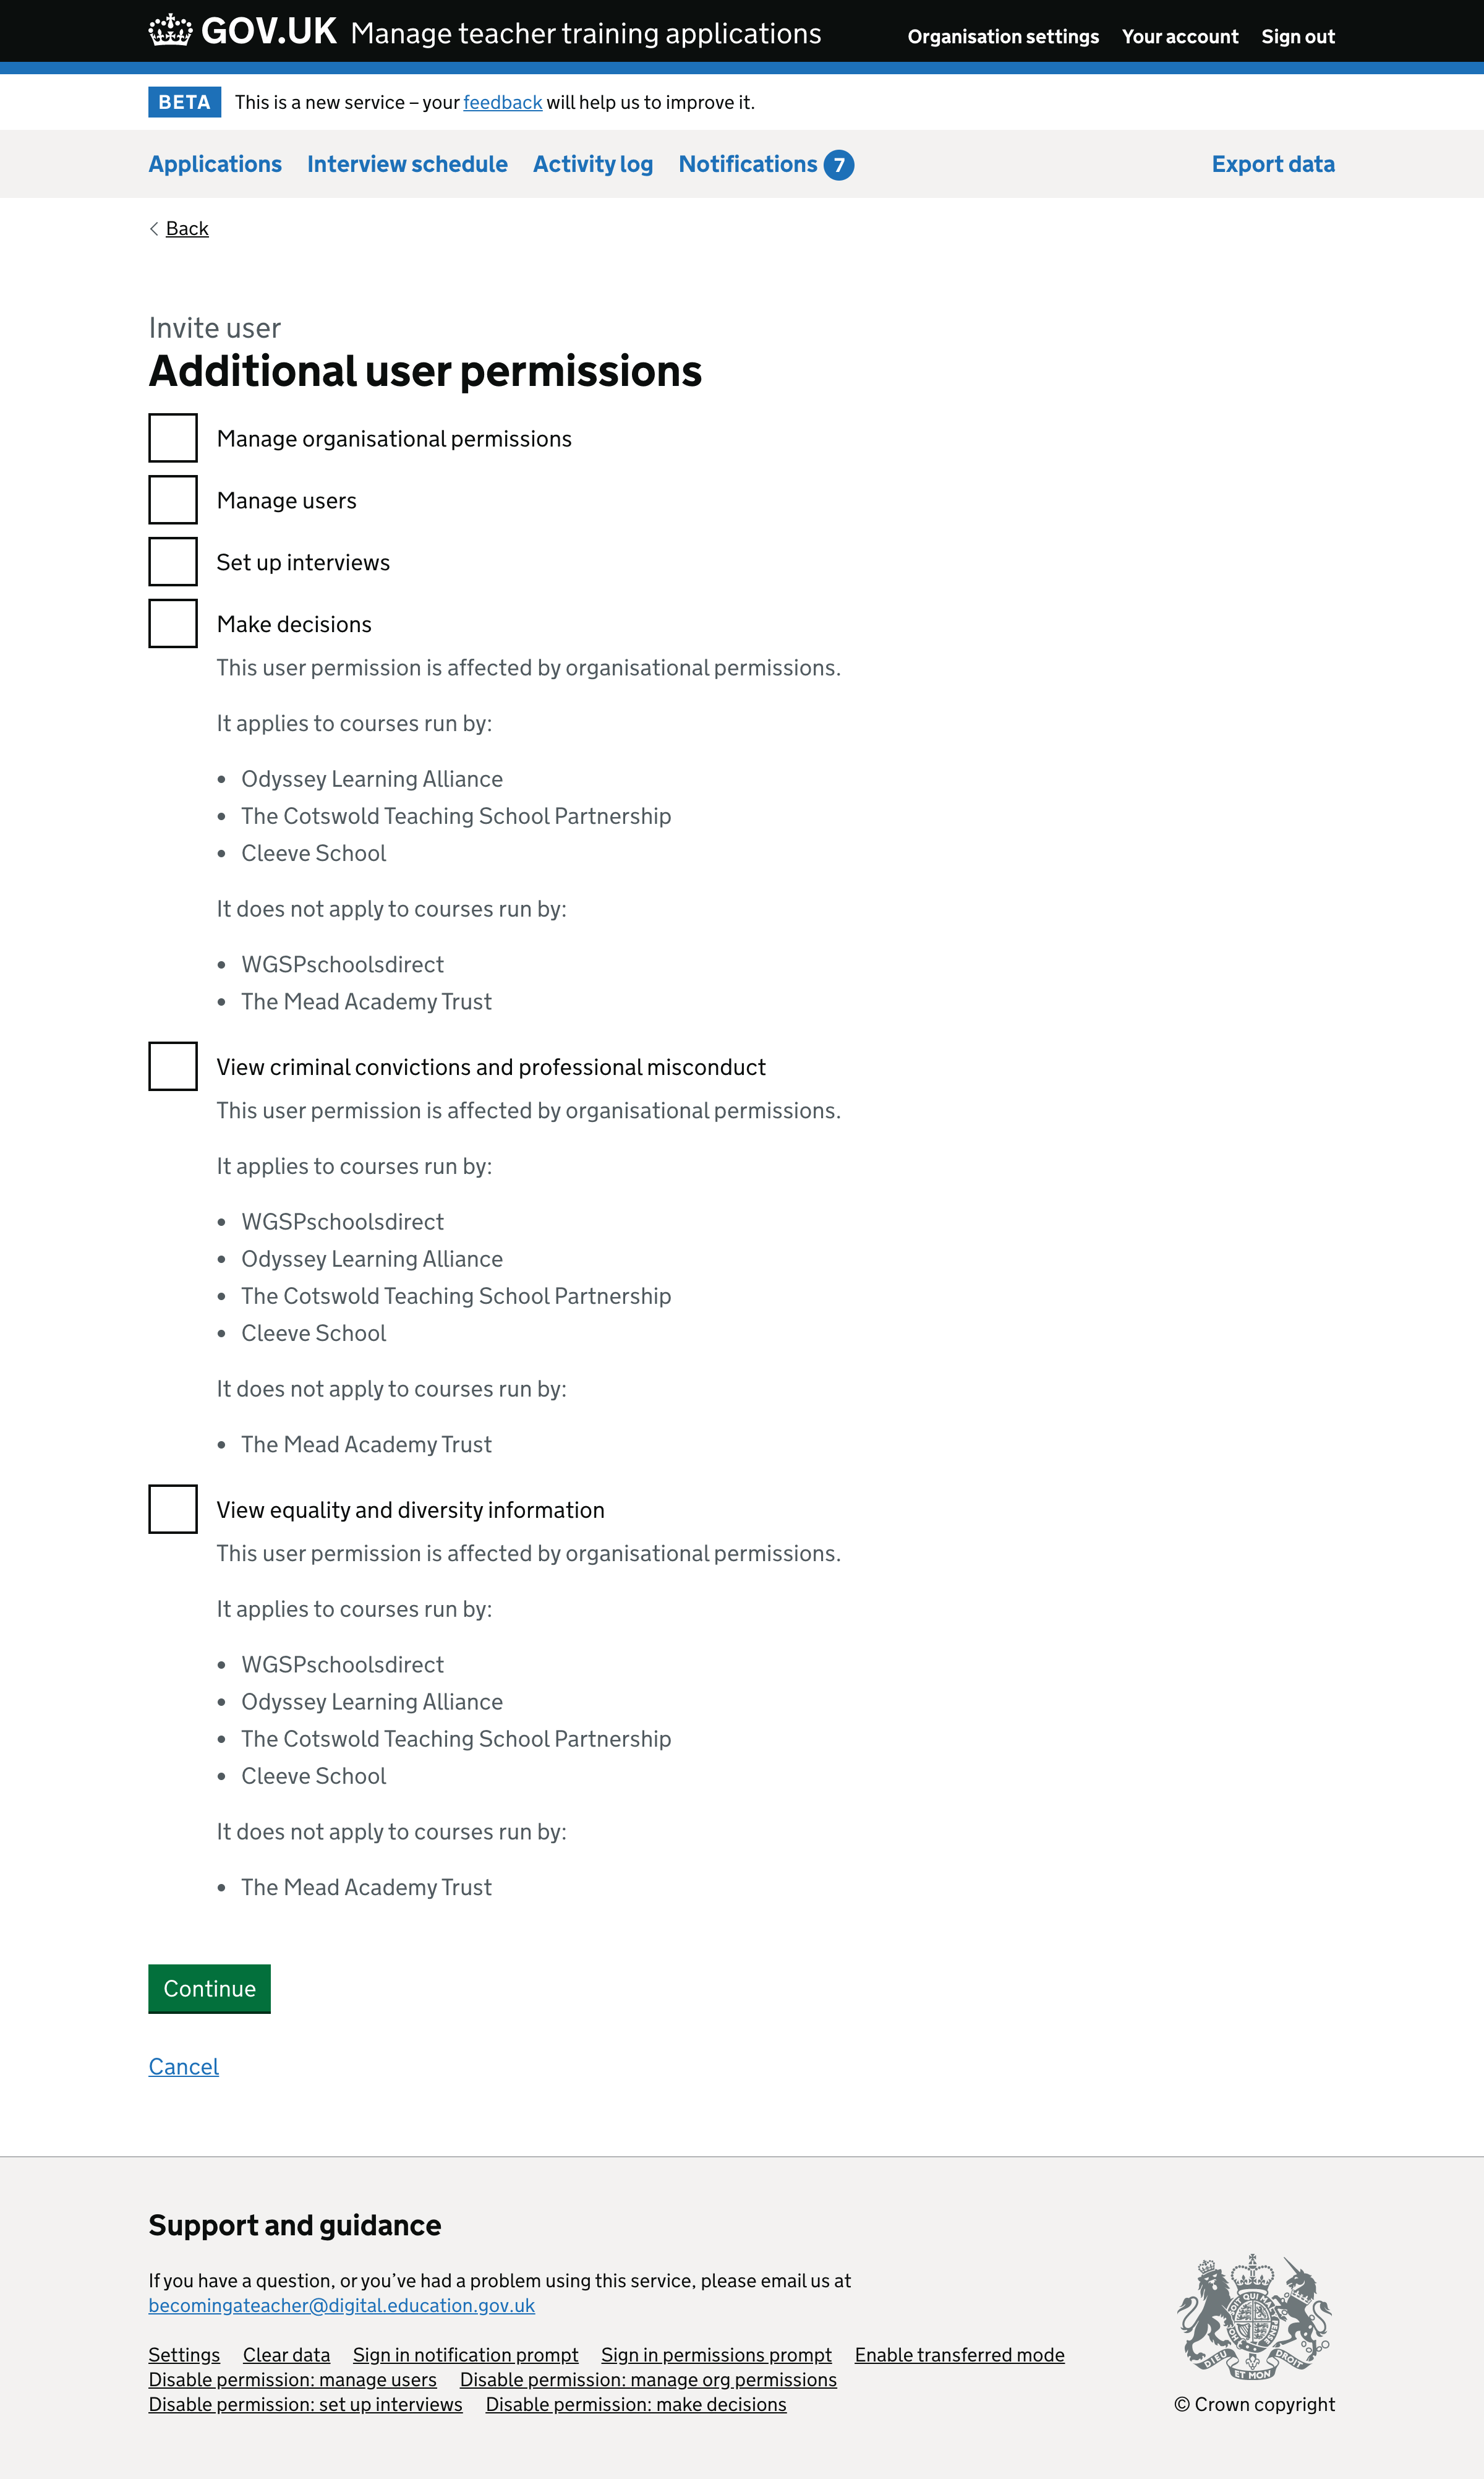 GOV.UK Manage teacher training applications Organisation settings Your account Sign out
BETA This is a new service – your feedback will help us to improve it.
Applications Interview schedule Activity log Notifications 7 Export data
Back
Invite user
Additional user permissions
Manage organisational permissions
Manage users
Set up interviews
Make decisions
This user permission is affected by organisational permissions.
It applies to courses run by:
• Odyssey Learning Alliance
• The Cotswold Teaching School Partnership
• Cleeve School
It does not apply to courses run by:
• WGSPschoolsdirect
• The Mead Academy Trust
View criminal convictions and professional misconduct
This user permission is affected by organisational permissions.
It applies to courses run by:
• WGSPschoolsdirect
• Odyssey Learning Alliance
• The Cotswold Teaching School Partnership
• Cleeve School
It does not apply to courses run by:
• The Mead Academy Trust
View equality and diversity information
This user permission is affected by organisational permissions.
It applies to courses run by:
• WGSPschoolsdirect
• Odyssey Learning Alliance
• The Cotswold Teaching School Partnership
• Cleeve School
It does not apply to courses run by:
• The Mead Academy Trust
Continue
Cancel
Support and guidance
If you have a question, or you’ve had a problem using this service, please email us at
becomingateacher@digital.education.gov.uk
Settings Clear data Sign in notification prompt Sign in permissions prompt Enable transferred mode
Disable permission: manage users Disable permission: manage org permissions
Disable permission: set up interviews Disable permission: make decisions
DIEU ET MON DROIT
© Crown copyright